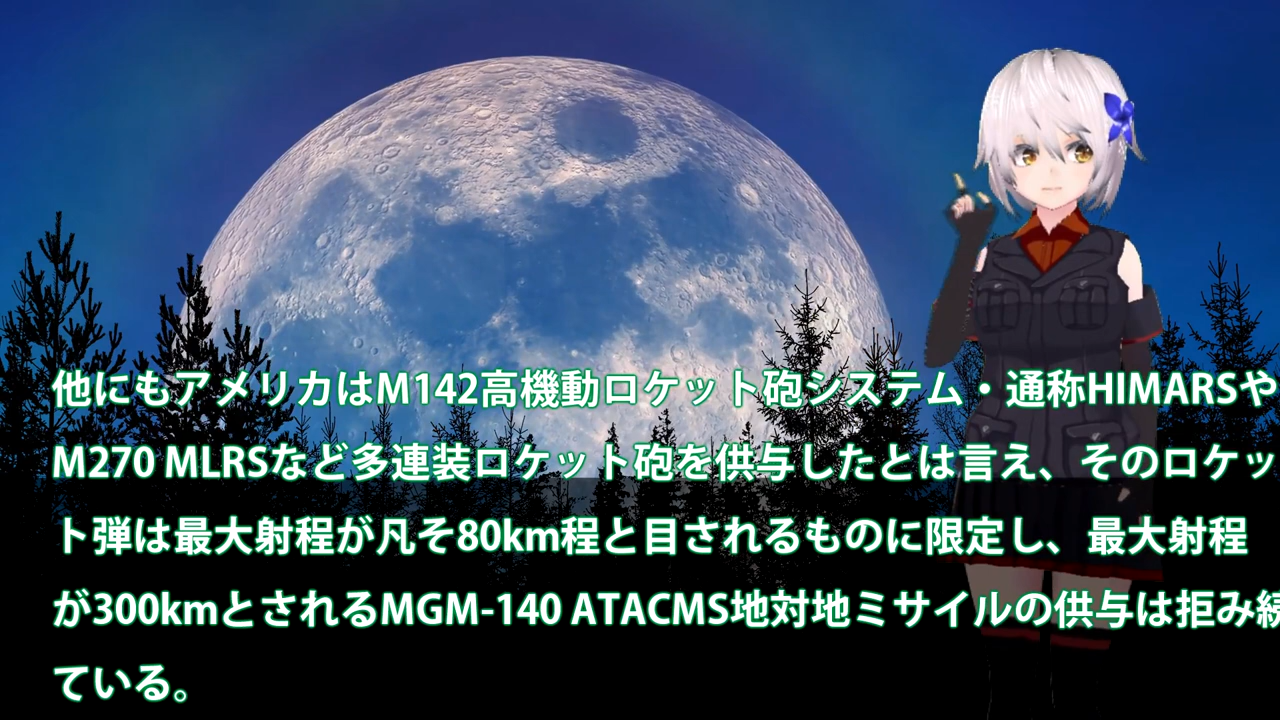 他にもアメリカはM142高機動ロケット砲システム・通称HIMARSや
M270 MLRSなど多連装ロケット砲を供与したとは言え、そのロケッ
ト弾は最大射程が凡そ80km程と目されるものに限定し、最大射程
が300kmとされるMGM-140 ATACMS地対地ミサイルの供与は拒み続
ている。